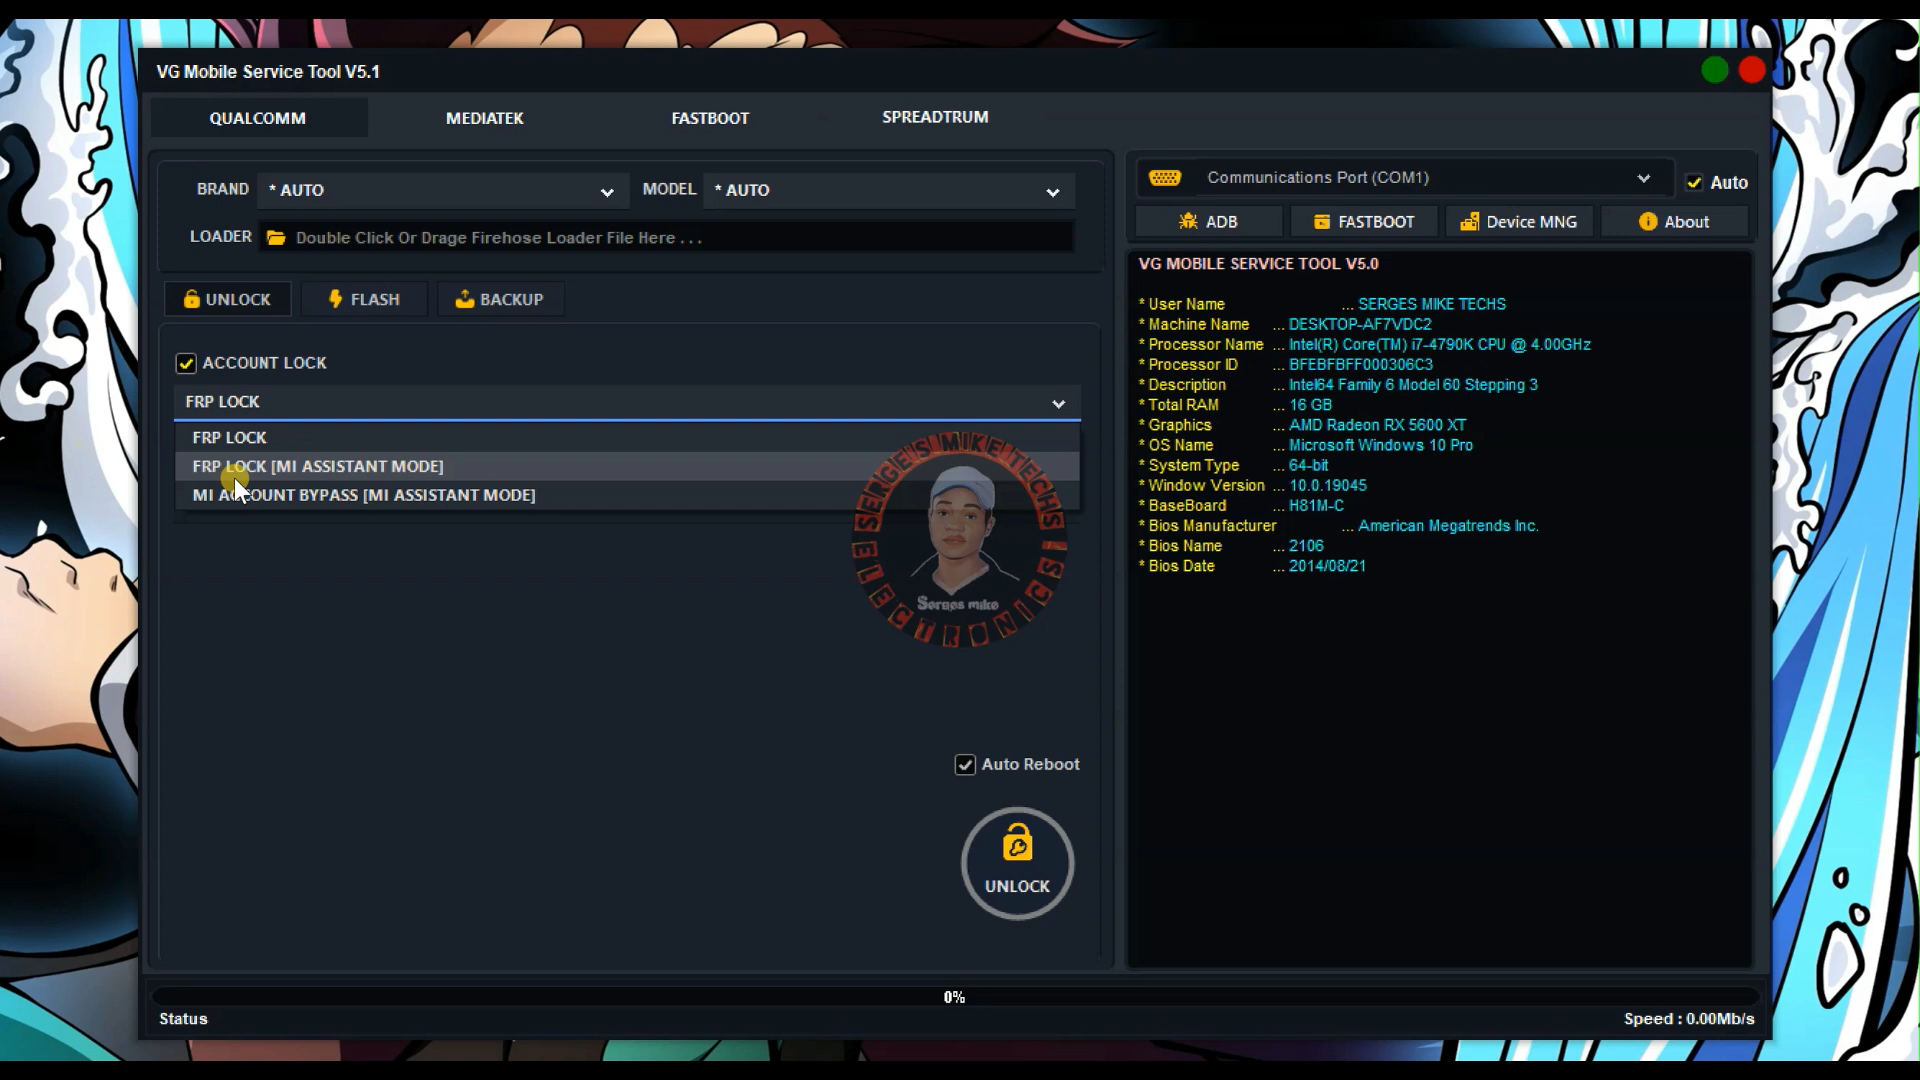 VG Mobile Service Tool V5.1
QUALCOMM MEDIATEK FASTBOOT SPREADTRUM
BRAND * AUTO MODEL * AUTO
LOADER Double Click Or Drage Firehose Loader File Here . . .
UNLOCK FLASH BACKUP
ACCOUNT LOCK
FRP LOCK
FRP LOCK
FRP LOCK [MI ASSISTANT MODE]
MI ACCOUNT BYPASS [MI ASSISTANT MODE]
SERGE'S MIKE TECHS
ELECTRONICS
Serges mike
Auto Reboot
UNLOCK
Communications Port (COM1) Auto
ADB FASTBOOT Device MNG About
VG MOBILE SERVICE TOOL V5.0
* User Name ... SERGES MIKE TECHS
* Machine Name ... DESKTOP-AF7VDC2
* Processor Name ... Intel(R) Core(TM) i7-4790K CPU @ 4.00GHz
* Processor ID ... BFEBFBFF000306C3
* Description ... Intel64 Family 6 Model 60 Stepping 3
* Total RAM ... 16 GB
* Graphics ... AMD Radeon RX 5600 XT
* OS Name ... Microsoft Windows 10 Pro
* System Type ... 64-bit
* Window Version ... 10.0.19045
* BaseBoard ... H81M-C
* Bios Manufacturer ... American Megatrends Inc.
* Bios Name ... 2106
* Bios Date ... 2014/08/21
0%
Status Speed : 0.00Mb/s